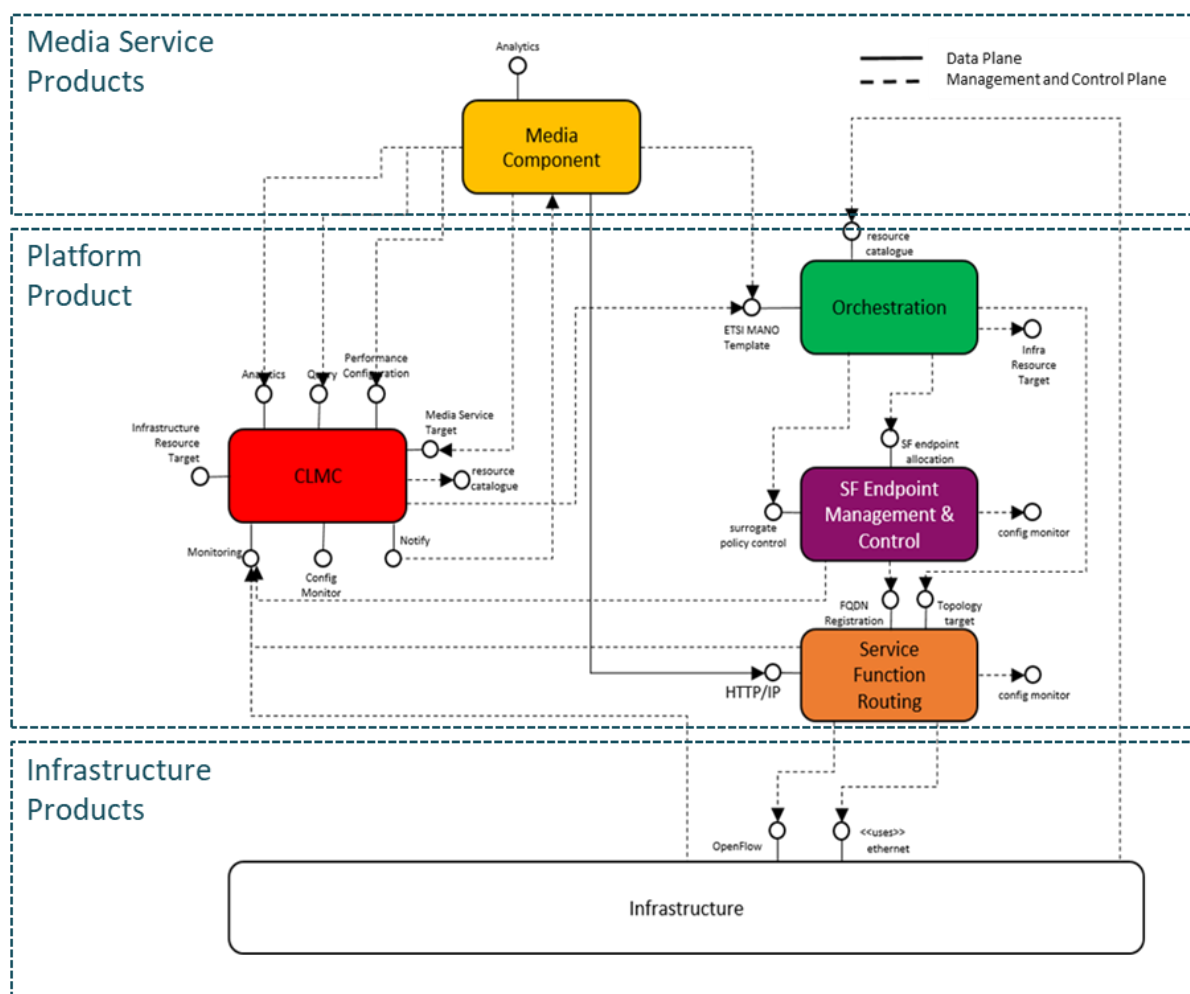 Media Service
Products
Analytics
Data Plane
Management and Control Plane
Media
Component
Platform
Product
resource
catalogue
Orchestration
ETSI MANO
Template
Infra
Resource
Target
Performance
Configuration
Analytics
Query
Infrastructure
Resource
Target
Media Service
Target
CLMC
resource
catalogue
SF endpoint
allocation
SF Endpoint
Management &
Control
surrogate
policy control
config monitor
Monitoring
Notify
Config
Monitor
FQDN
Registration
Topology
target
Service
Function
Routing
HTTP/IP
config monitor
Infrastructure
Products
OpenFlow
<<uses>>
ethernet
Infrastructure